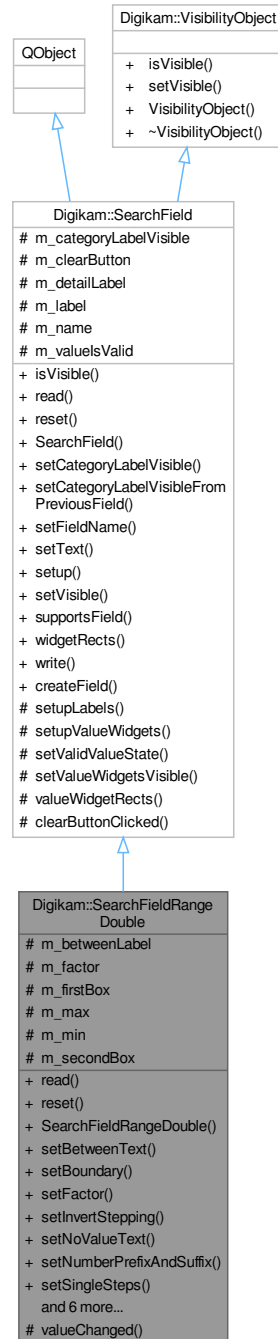 Digikam::VisibilityObject
+ isVisible()
+ setVisible()
+ VisibilityObject()
+ ~VisibilityObject()
QObject
Digikam::SearchField
# m_categoryLabelVisible
# m_clearButton
# m_detailLabel
# m_label
# m_name
# m_valueIsValid
+ isVisible()
+ read()
+ reset()
+ SearchField()
+ setCategoryLabelVisible()
+ setCategoryLabelVisibleFrom
PreviousField()
+ setFieldName()
+ setText()
+ setup()
+ setVisible()
+ supportsField()
+ widgetRects()
+ write()
+ createField()
# setupLabels()
# setupValueWidgets()
# setValidValueState()
# setValueWidgetsVisible()
# valueWidgetRects()
# clearButtonClicked()
Digikam::SearchFieldRange
Double
# m_betweenLabel
# m_factor
# m_firstBox
# m_max
# m_min
# m_secondBox
+ read()
+ reset()
+ SearchFieldRangeDouble()
+ setBetweenText()
+ setBoundary()
+ setFactor()
+ setInvertStepping()
+ setNoValueText()
+ setNumberPrefixAndSuffix()
+ setSingleSteps()
and 6 more...
# valueChanged()